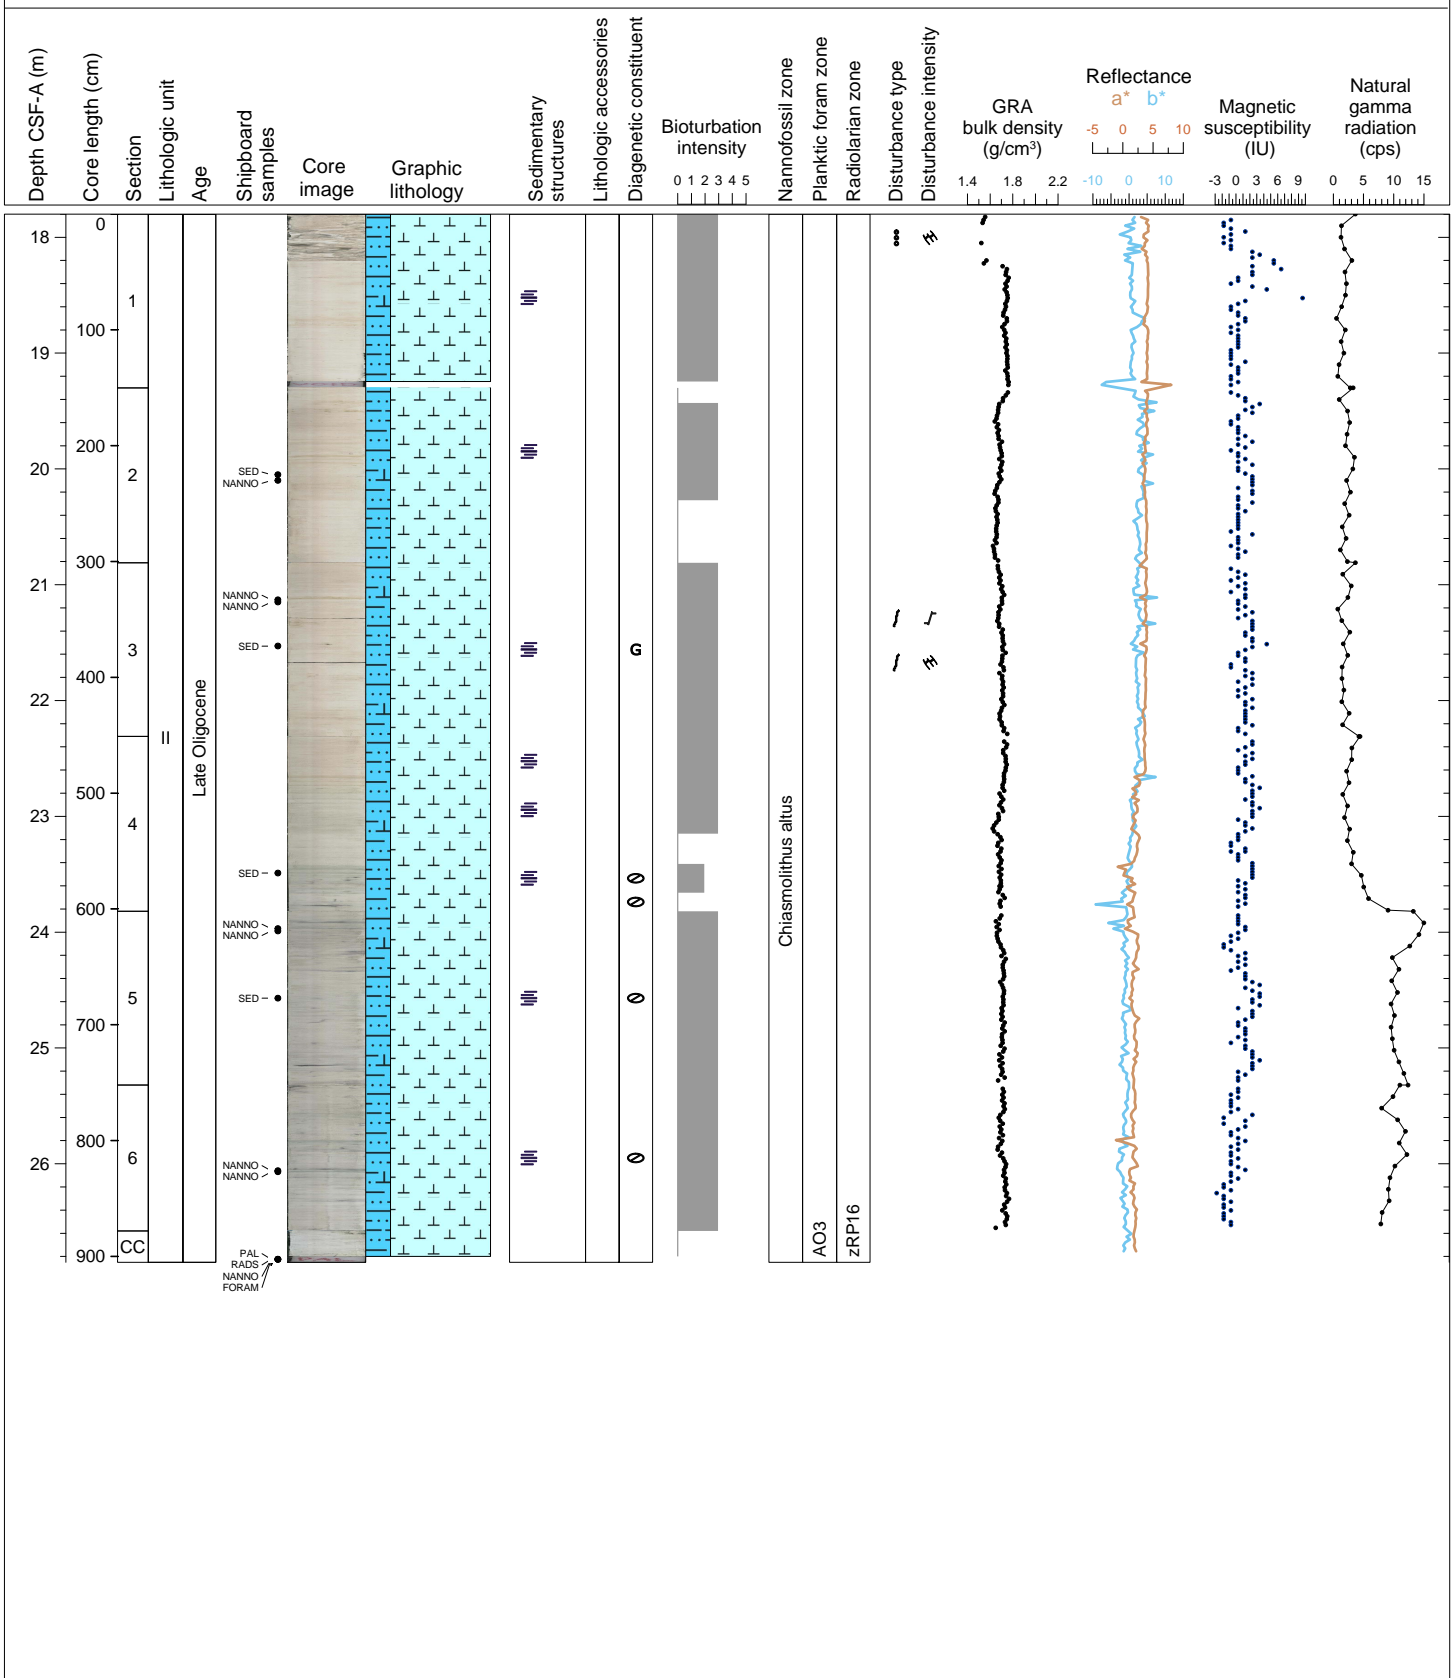 Depth CSF-A (m)
Core length (cm)
Section
Lithologic unit
Age
Shipboard
samples
Core
image
Graphic
lithology
Sedimentary
structures
Lithologic accessories
Diagenetic constituent
Bioturbation
intensity
0 1 2 3 4 5
Nannofossil zone
Planktic foram zone
Radiolarian zone
Disturbance type
Disturbance intensity
GRA
bulk density
(g/cm³)
1.4 1.8 2.2
Reflectance
a* b*
-5 0 5 10
-10 0 10
Magnetic
susceptibility
(IU)
-3 0 3 6 9
Natural
gamma
radiation
(cps)
0 5 10 15
18
19
20
21
22
23
24
25
26
0
100
200
300
400
500
600
700
800
900
1
2
3
4
5
6
CC
II
Late Oligocene
SED
NANNO
NANNO
NANNO
SED
SED
NANNO
NANNO
SED
NANNO
NANNO
PAL
RADS
NANNO
FORAM
G
Chiasmolithus altus
AO3
zRP16